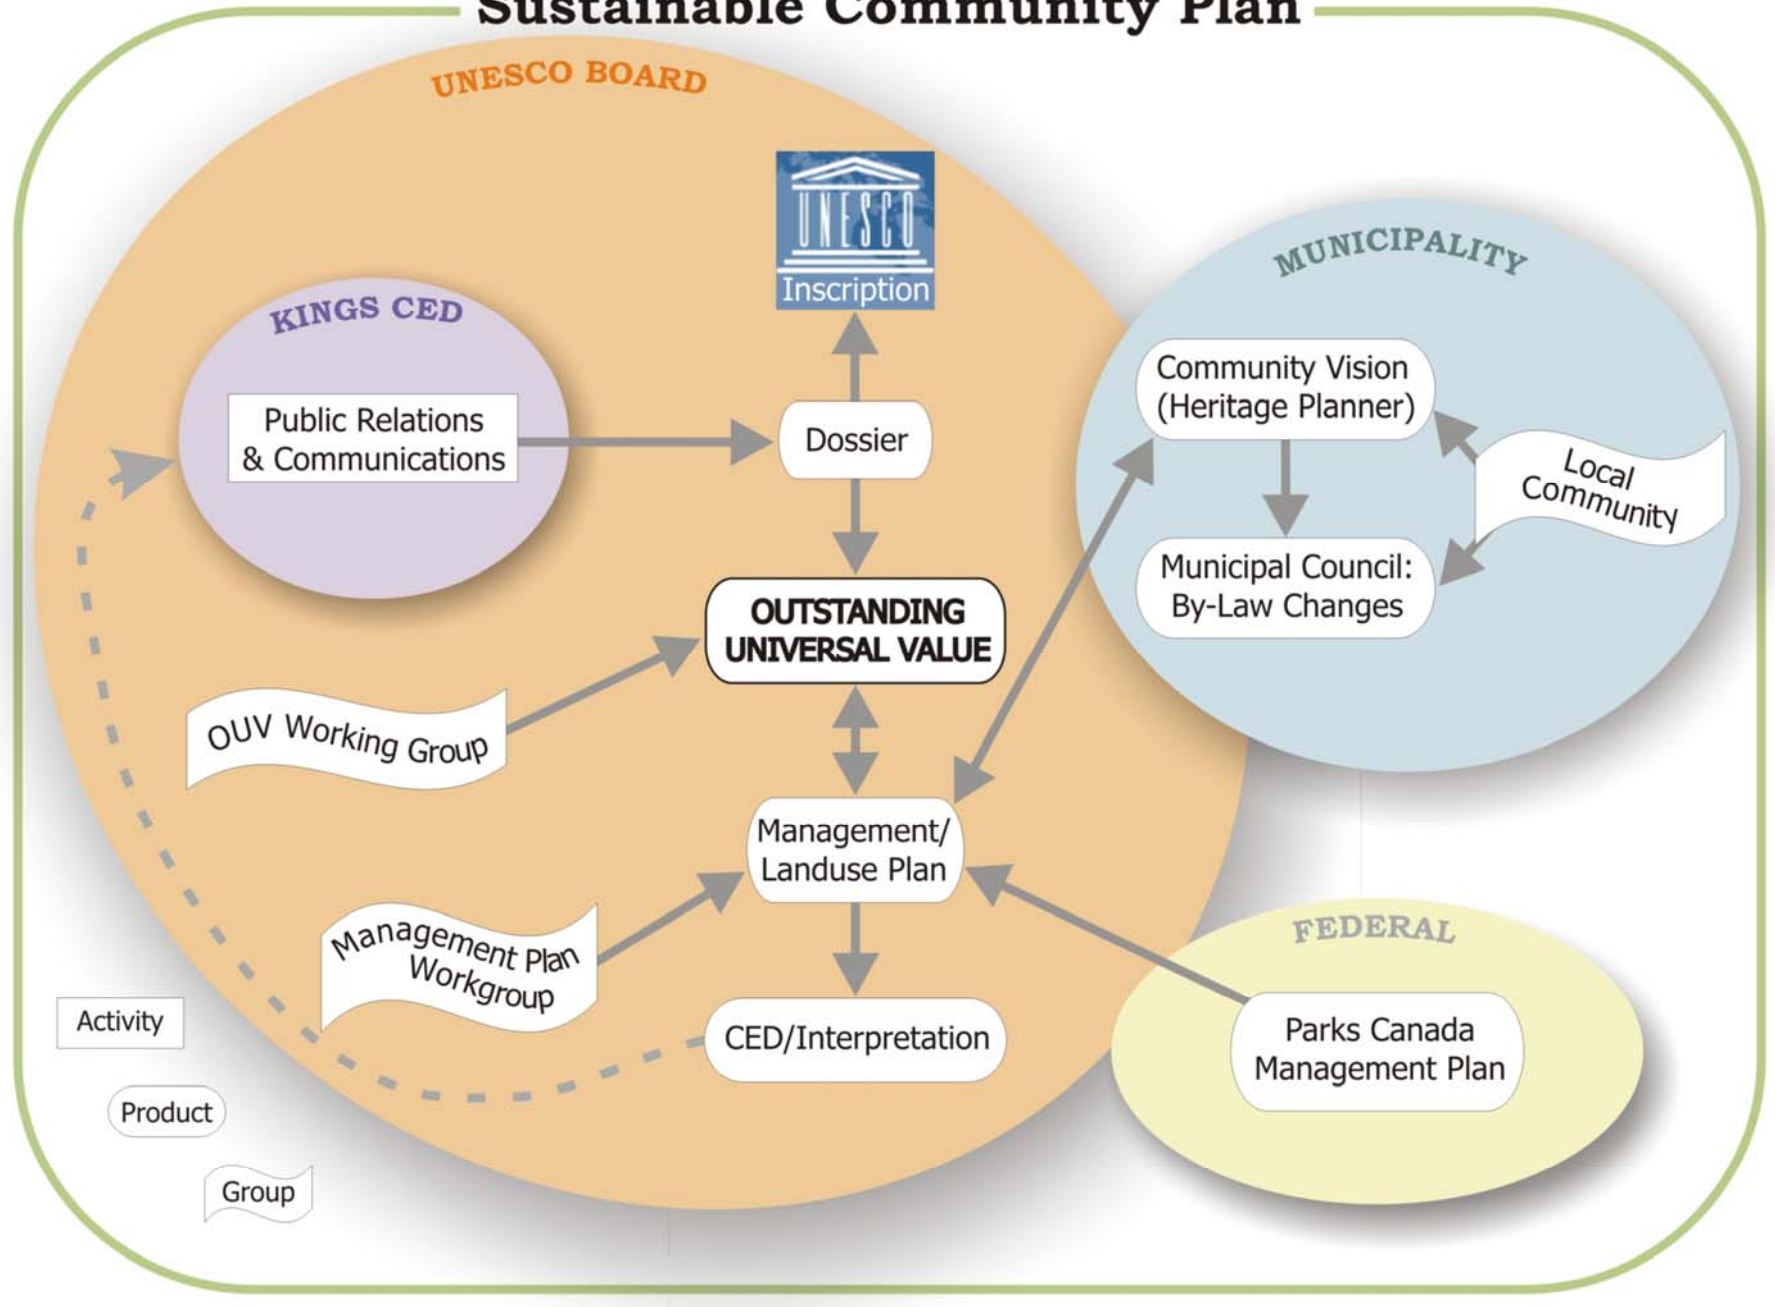 Sustainable Community Plan
UNESCO BOARD
UNESCO
Inscription
MUNICIPALITY
KINGS CED
Public Relations
& Communications
Dossier
Community Vision
(Heritage Planner)
Local
Community
Municipal Council:
By-Law Changes
OUTSTANDING
UNIVERSAL VALUE
OUV Working Group
Management/
Landuse Plan
Management Plan
Workgroup
CED/Interpretation
FEDERAL
Parks Canada
Management Plan
Activity
Product
Group